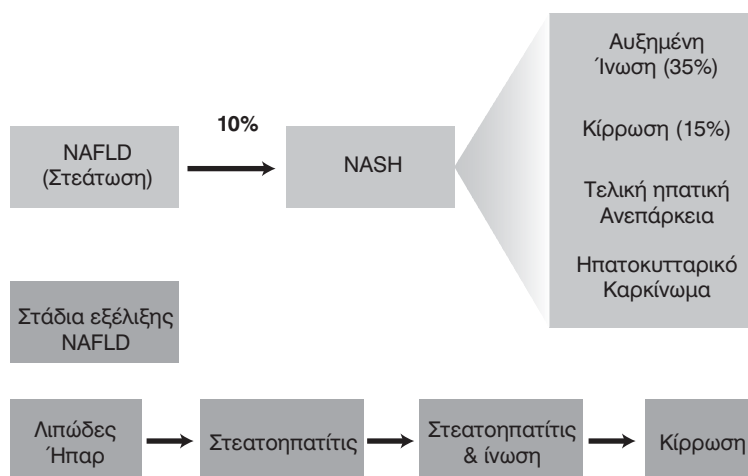 NAFLD
(Στεάτωση)
10%
NASH
Αυξημένη
Ίνωση (35%)
Κίρρωση (15%)
Τελική ηπατική
Ανεπάρκεια
Ηπατοκυτταρικό
Καρκίνωμα
Στάδια εξέλιξης
NAFLD
Λιπώδες
Ήπαρ
Στεατοηπατίτις
Στεατοηπατίτις
& ίνωση
Κίρρωση